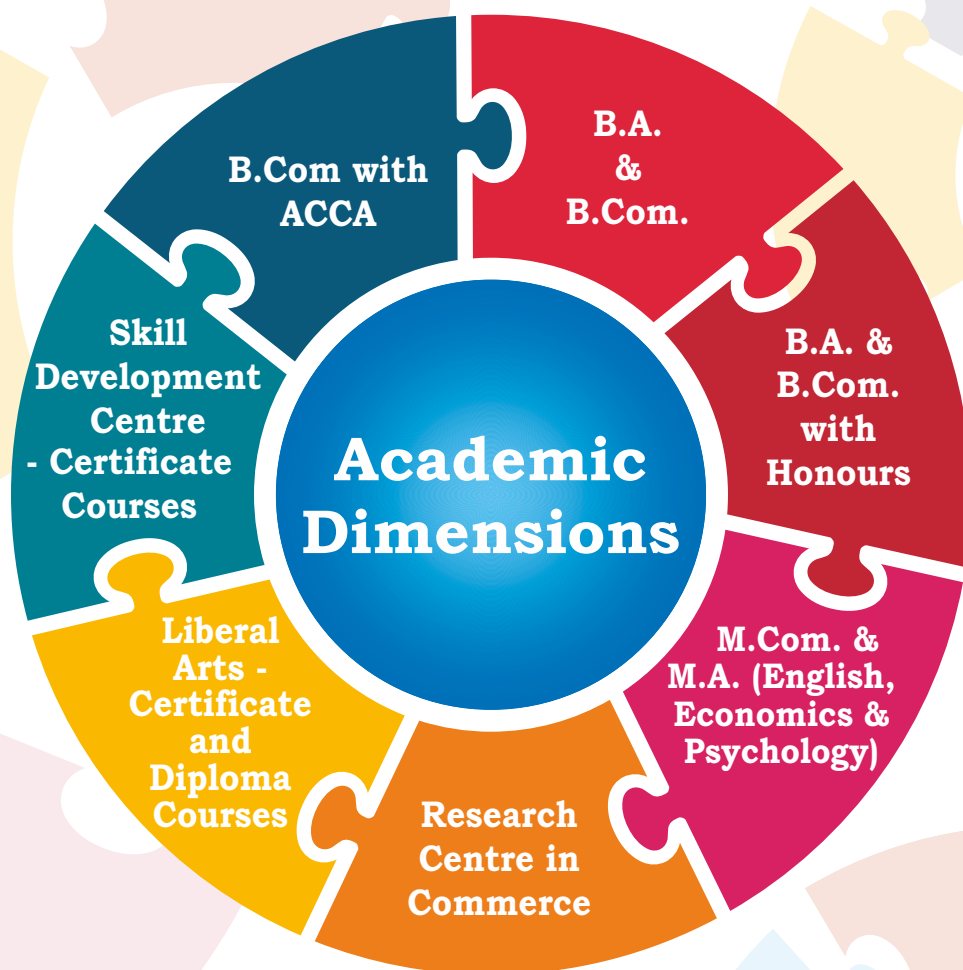 Academic
Dimensions
B.A.
&
B.Com.
B.A. &
B.Com.
with
Honours
M.Com. &
M.A. (English,
Economics &
Psychology)
Research
Centre in
Commerce
Liberal
Arts -
Certificate
and
Diploma
Courses
Skill
Development
Centre
- Certificate
Courses
B.Com with
ACCA